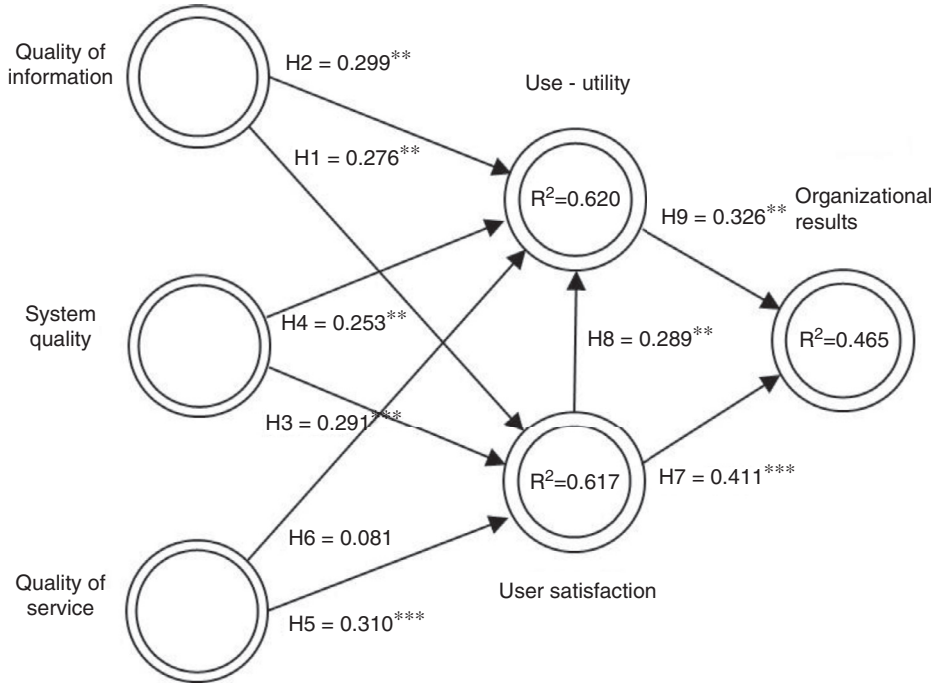 Quality of
information
H2 = 0.299**
Use - utility
H1 = 0.276**
R²=0.620
H9 = 0.326**
Organizational
results
System
quality
H4 = 0.253**
H8 = 0.289**
R²=0.465
H3 = 0.291***
R²=0.617
H7 = 0.411***
H6 = 0.081
Quality of
service
User satisfaction
H5 = 0.310***